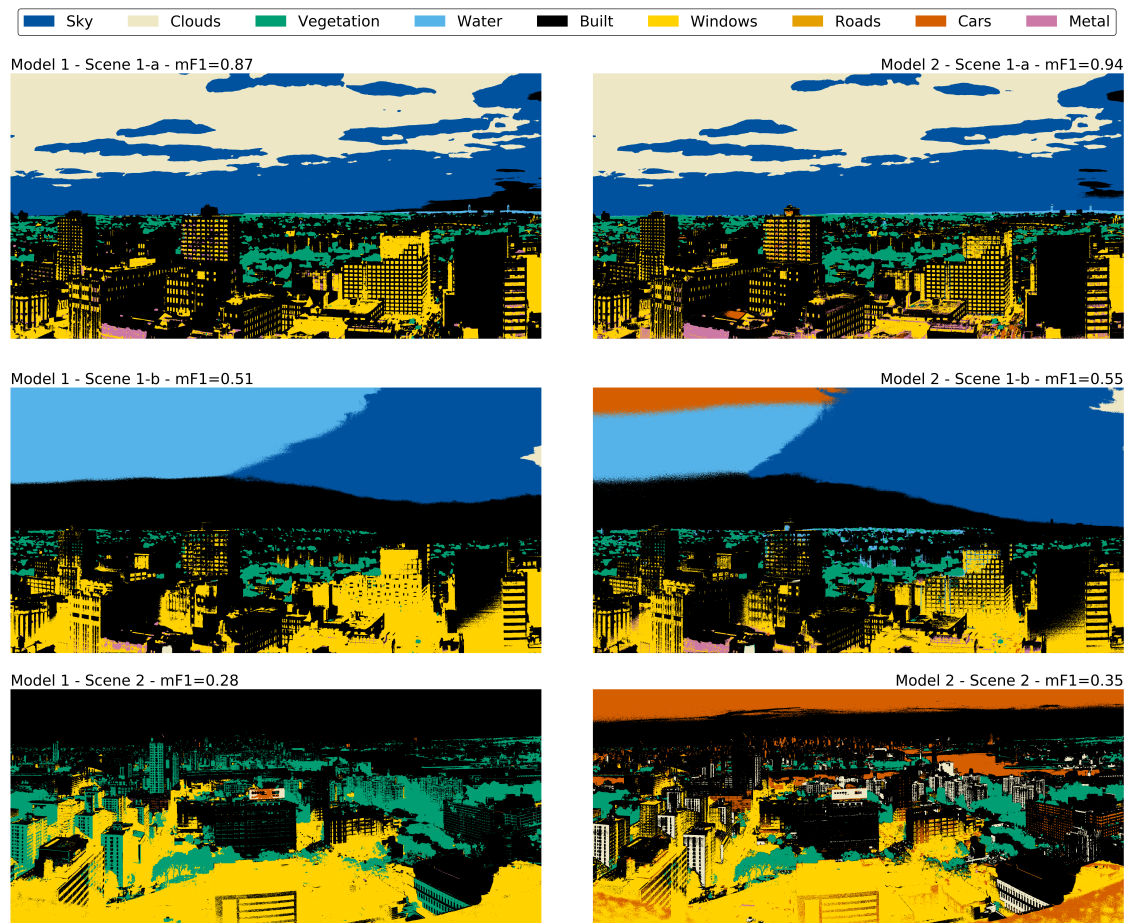 Sky Clouds Vegetation Water Built Windows Roads Cars Metal
Model 1 - Scene 1-a - mF1=0.87
Model 2 - Scene 1-a - mF1=0.94
Model 1 - Scene 1-b - mF1=0.51
Model 2 - Scene 1-b - mF1=0.55
Model 1 - Scene 2 - mF1=0.28
Model 2 - Scene 2 - mF1=0.35